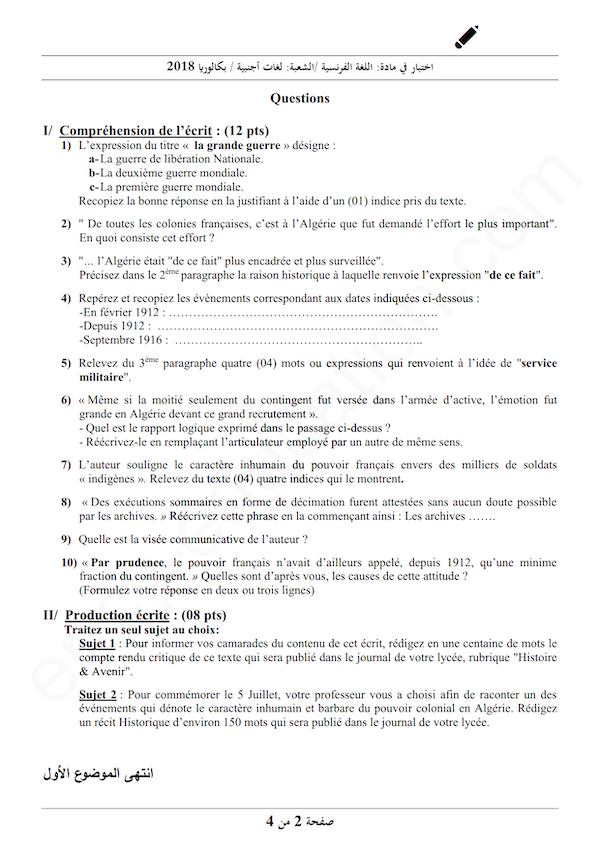 اختبار في مادة: اللغة الفرنسية /الشعبة: لغات أجنبية / بكالوريا 2018
Questions
I/ Compréhension de l'écrit : (12 pts)
1) L'expression du titre « la grande guerre » désigne :
a-La guerre de libération Nationale.
b-La deuxième guerre mondiale.
c-La première guerre mondiale.
Recopiez la bonne réponse en la justifiant à l'aide d'un (01) indice pris du texte.
2) " De toutes les colonies françaises, c'est à l'Algérie que fut demandé l'effort le plus important".
En quoi consiste cet effort ?
3) "... l'Algérie était "de ce fait" plus encadrée et plus surveillée".
Précisez dans le 2ème paragraphe la raison historique à laquelle renvoie l'expression "de ce fait".
4) Repérez et recopiez les évènements correspondant aux dates indiquées ci-dessous :
-En février 1912 : ……………………………………………………….
-Depuis 1912 : ………………………………………………………….
-Septembre 1916 : ……………………………………………………..
5) Relevez du 3ème paragraphe quatre (04) mots ou expressions qui renvoient à l'idée de "service
militaire".
6) « Même si la moitié seulement du contingent fut versée dans l'armée d'active, l'émotion fut
grande en Algérie devant ce grand recrutement ».
- Quel est le rapport logique exprimé dans le passage ci-dessus ?
- Réécrivez-le en remplaçant l'articulateur employé par un autre de même sens.
7) L'auteur souligne le caractère inhumain du pouvoir français envers des milliers de soldats
« indigènes ». Relevez du texte (04) quatre indices qui le montrent.
8) « Des exécutions sommaires en forme de décimation furent attestées sans aucun doute possible
par les archives. » Réécrivez cette phrase en la commençant ainsi : Les archives …….
9) Quelle est la visée communicative de l'auteur ?
10) « Par prudence, le pouvoir français n'avait d'ailleurs appelé, depuis 1912, qu'une minime
fraction du contingent. » Quelles sont d'après vous, les causes de cette attitude ?
(Formulez votre réponse en deux ou trois lignes)
II/ Production écrite : (08 pts)
Traitez un seul sujet au choix:
Sujet 1 : Pour informer vos camarades du contenu de cet écrit, rédigez en une centaine de mots le
compte rendu critique de ce texte qui sera publié dans le journal de votre lycée, rubrique "Histoire
& Avenir".
Sujet 2 : Pour commémorer le 5 Juillet, votre professeur vous a choisi afin de raconter un des
événements qui dénote le caractère inhumain et barbare du pouvoir colonial en Algérie. Rédigez
un récit Historique d'environ 150 mots qui sera publié dans le journal de votre lycée.
انتهى الموضوع الأول
صفحة 2 من 4